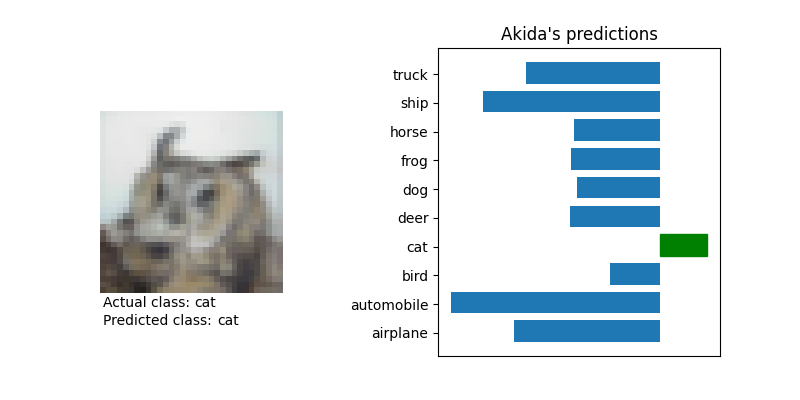 Akida's predictions
truck
ship
horse
frog
dog
deer
cat
bird
automobile
airplane
Actual class: cat
Predicted class: cat